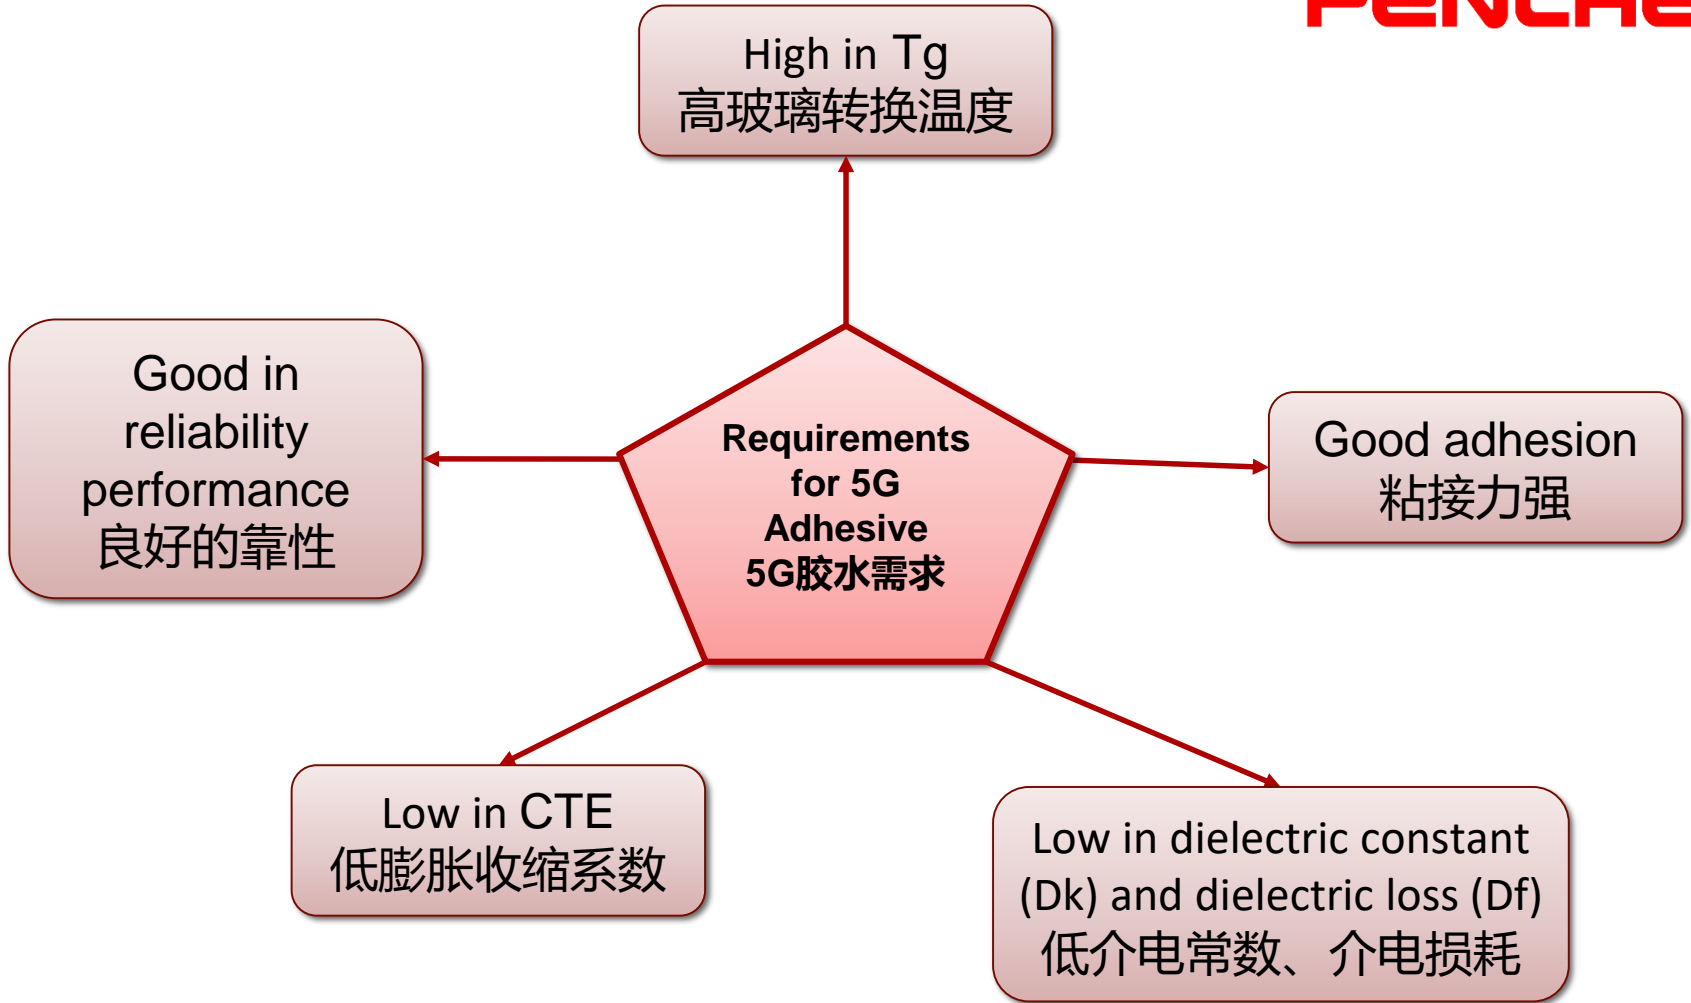 High in Tg
高玻璃转换温度
Good in
reliability
performance
良好的靠性
Requirements
for 5G
Adhesive
5G胶水需求
Good adhesion
粘接力强
Low in CTE
低膨胀收缩系数
Low in dielectric constant
(Dk) and dielectric loss (Df)
低介电常数、介电损耗